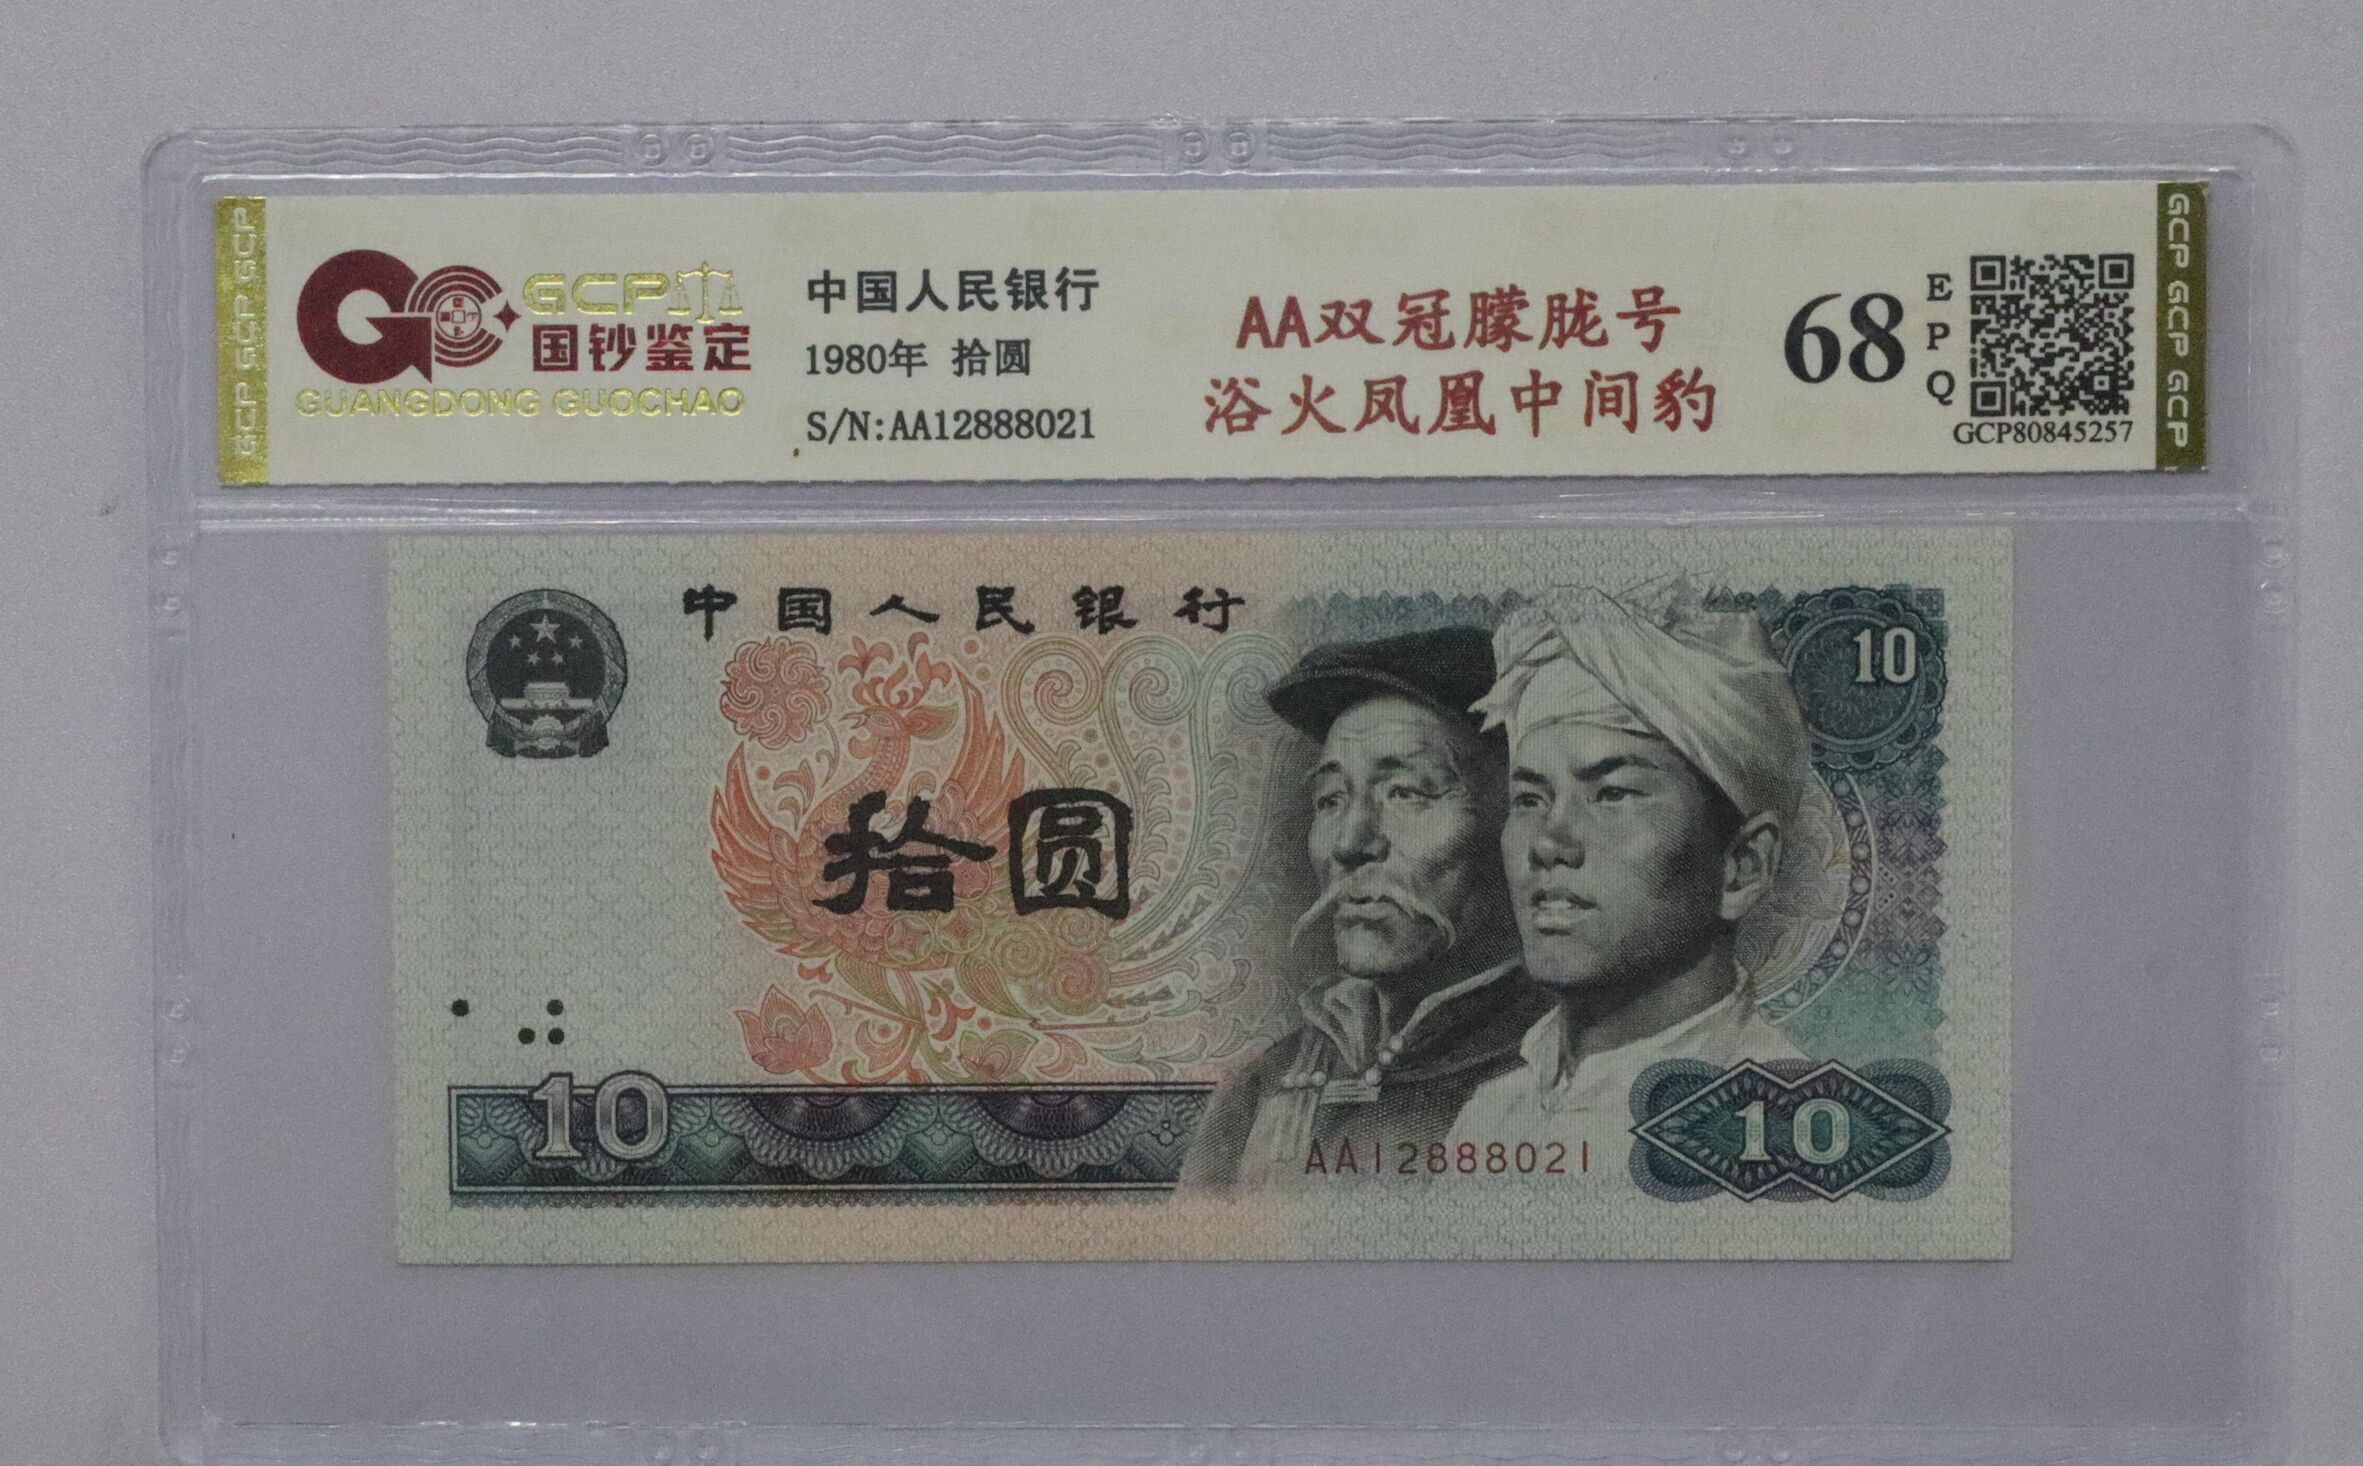 GCP GCP GCP
GCP
国钞鉴定
GUANGDONG GUOCHAO
中国人民银行
1980年 拾圆
S/N:AA12888021
AA双冠朦胧号
浴火凤凰中间豹
68
EPQ
GCP80845257
GCP GCP GCP
中国人民银行
10
拾圆
10
AA12888021
10